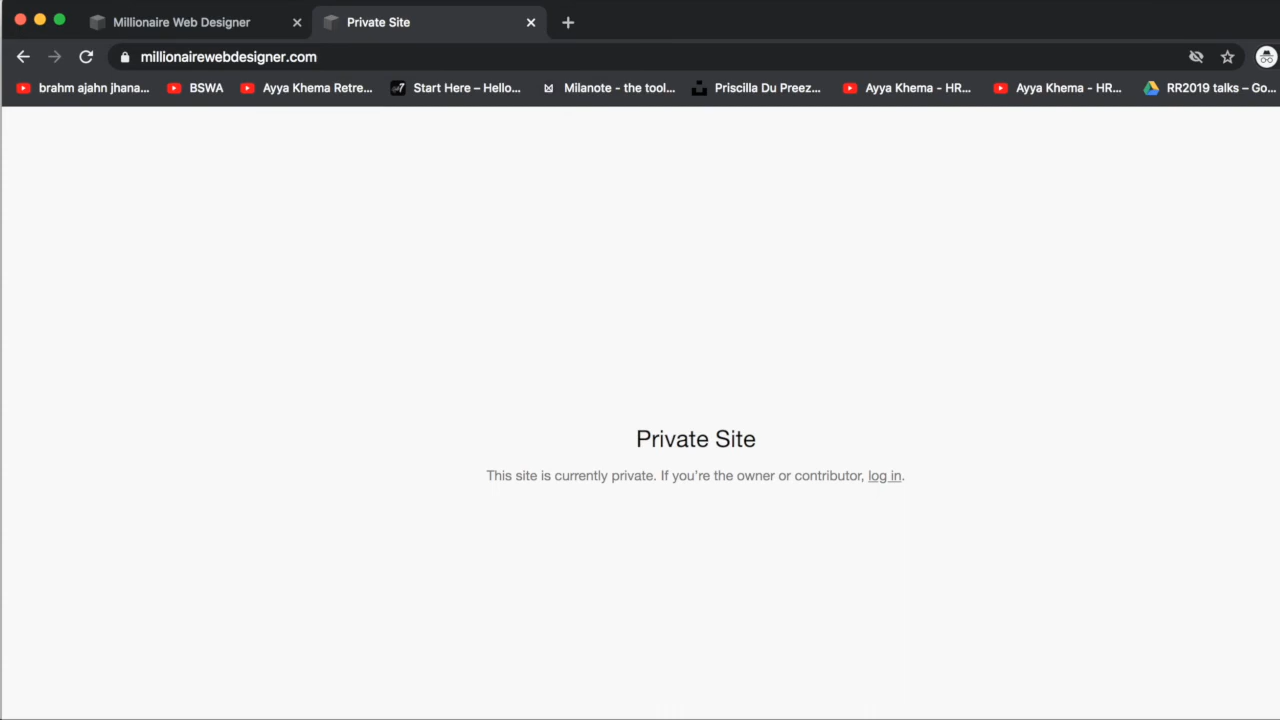 Millionaire Web Designer
Private Site
millionairewebdesigner.com
brahm ajahn jhana...
BSWA
Ayya Khema Retre...
Start Here – Hello...
Milanote - the tool...
Priscilla Du Preez...
Ayya Khema - HR...
Ayya Khema - HR...
RR2019 talks – Go...
Private Site
This site is currently private. If you’re the owner or contributor, log in.